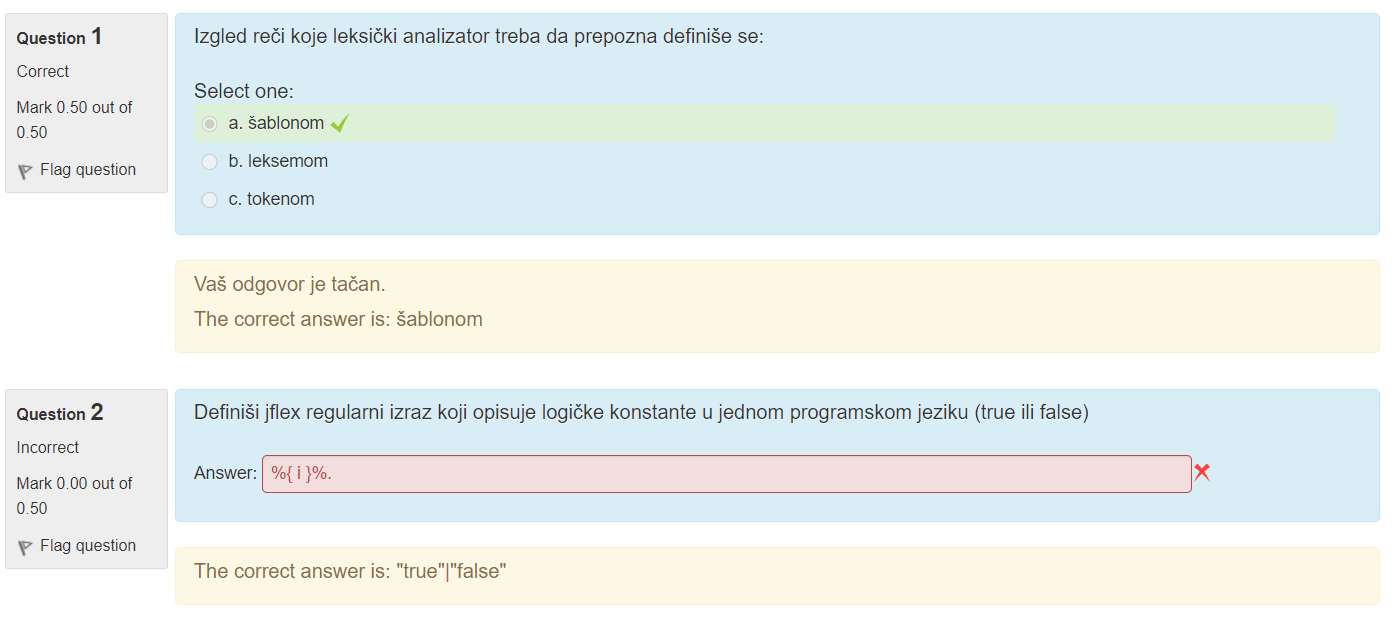 Question 1
Correct
Mark 0.50 out of
0.50
Flag question
Izgled reči koje leksički analizator treba da prepozna definiše se:
Select one:
a. šablonom
b. leksemom
c. tokenom
Vaš odgovor je tačan.
The correct answer is: šablonom
Question 2
Incorrect
Mark 0.00 out of
0.50
Flag question
Definiši jflex regularni izraz koji opisuje logičke konstante u jednom programskom jeziku (true ili false)
Answer: %{ i }%.
The correct answer is: "true"|"false"